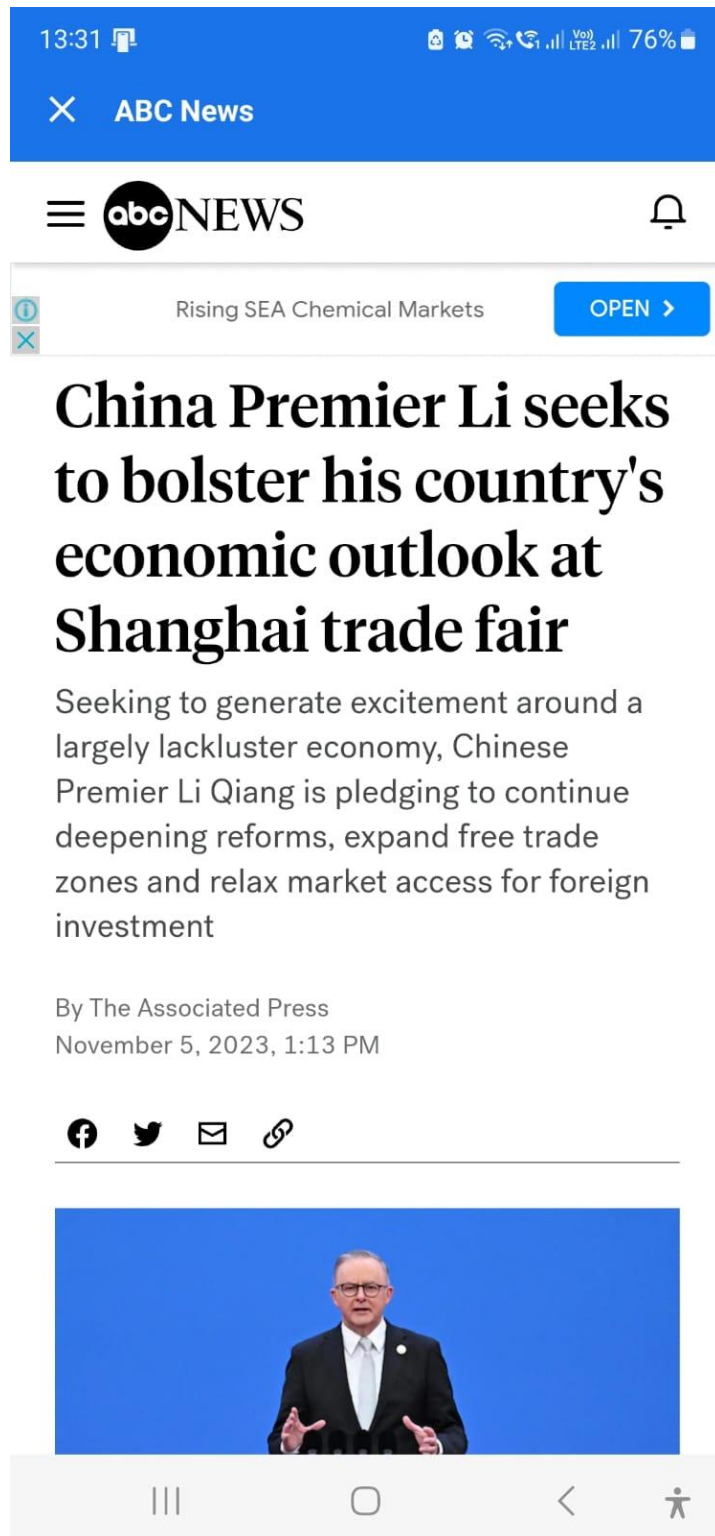 13:31 Vo)) LTE2 76%
ABC News
abc NEWS
Rising SEA Chemical Markets
OPEN
China Premier Li seeks
to bolster his country's
economic outlook at
Shanghai trade fair
Seeking to generate excitement around a
largely lackluster economy, Chinese
Premier Li Qiang is pledging to continue
deepening reforms, expand free trade
zones and relax market access for foreign
investment
By The Associated Press
November 5, 2023, 1:13 PM